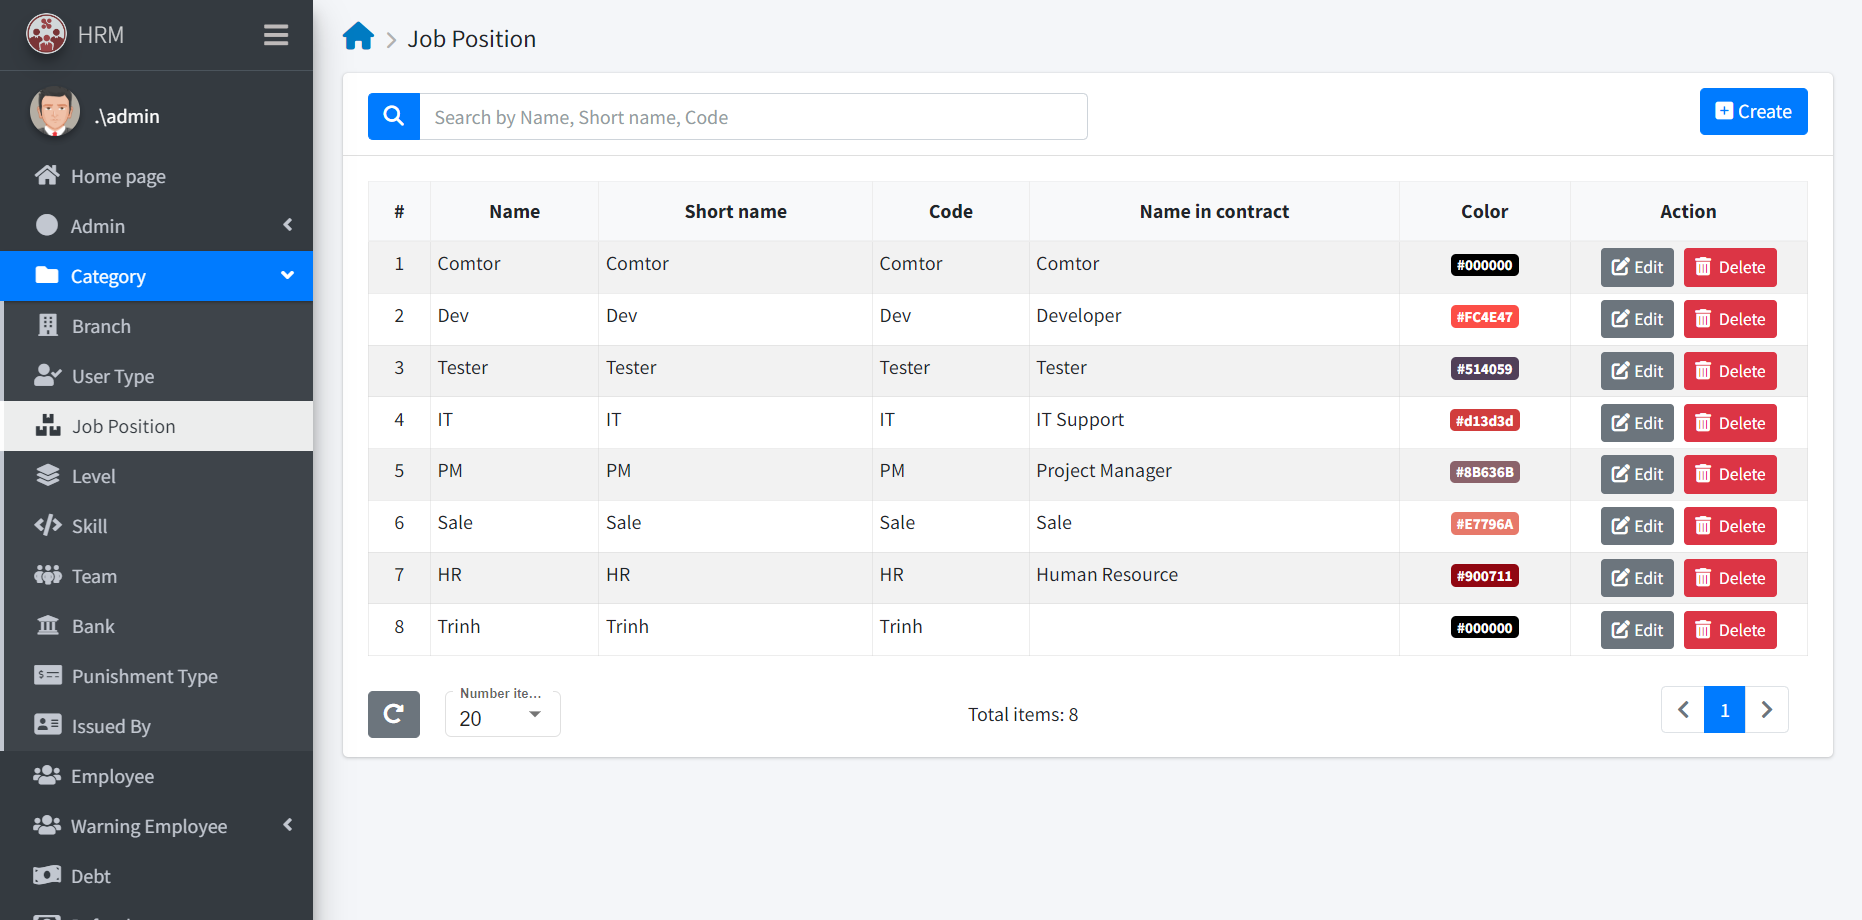 HRM
.\admin
Home page
Admin
Category
Branch
User Type
Job Position
Level
Skill
Team
Bank
Punishment Type
Issued By
Employee
Warning Employee
Debt
Job Position
Search by Name, Short name, Code
Create
# Name Short name Code Name in contract Color Action
1 Comtor Comtor Comtor Comtor #000000 Edit Delete
2 Dev Dev Dev Developer #FC4E47 Edit Delete
3 Tester Tester Tester Tester #514059 Edit Delete
4 IT IT IT IT Support #d13d3d Edit Delete
5 PM PM PM Project Manager #8B636B Edit Delete
6 Sale Sale Sale Sale #E7796A Edit Delete
7 HR HR HR Human Resource #900711 Edit Delete
8 Trinh Trinh Trinh #000000 Edit Delete
Number ite...
20
Total items: 8
1